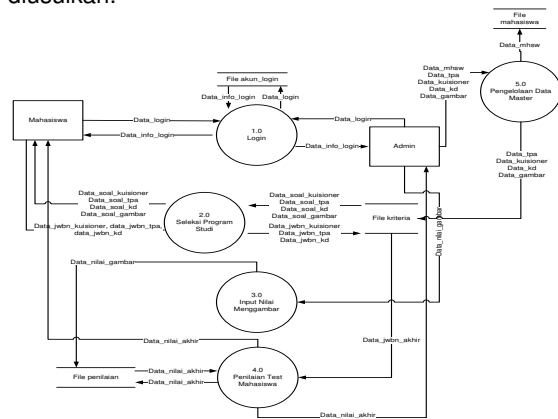 diusulkan.
File
mahasiswa
Data_mhsw
File akun_login
Data_mhsw
Data_tpa
Data_kuisioner
Data_kd
Data_gambar
5.0
Pengelolaan Data
Master
Data_info_login
Data_login
Mahasiswa
Data_login
Data_info_login
1.0
Login
Data_login
Data_info_login
Admin
Data_tpa
Data_kuisioner
Data_kd
Data_gambar
Data_soal_kuisioner
Data_soal_tpa
Data_soal_kd
Data_soal_gambar
Data_jwbn_kuisioner, data_jwbn_tpa,
data_jwbn_kd
2.0
Seleksi Program
Studi
Data_soal_kuisioner
Data_soal_tpa
Data_soal_kd
Data_soal_gambar
Data_jwbn_kuisioner
Data_jwbn_tpa
Data_jwbn_kd
File kriteria
Data_nilai_gambar
Data_nilai_gambar
3.0
Input Nilai
Menggambar
Data_jwbn_akhir
Data_nilai_akhir
File penilaian
Data_nilai_akhir
Data_nilai_akhir
4.0
Penilaian Test
Mahasiswa
Data_nilai_akhir